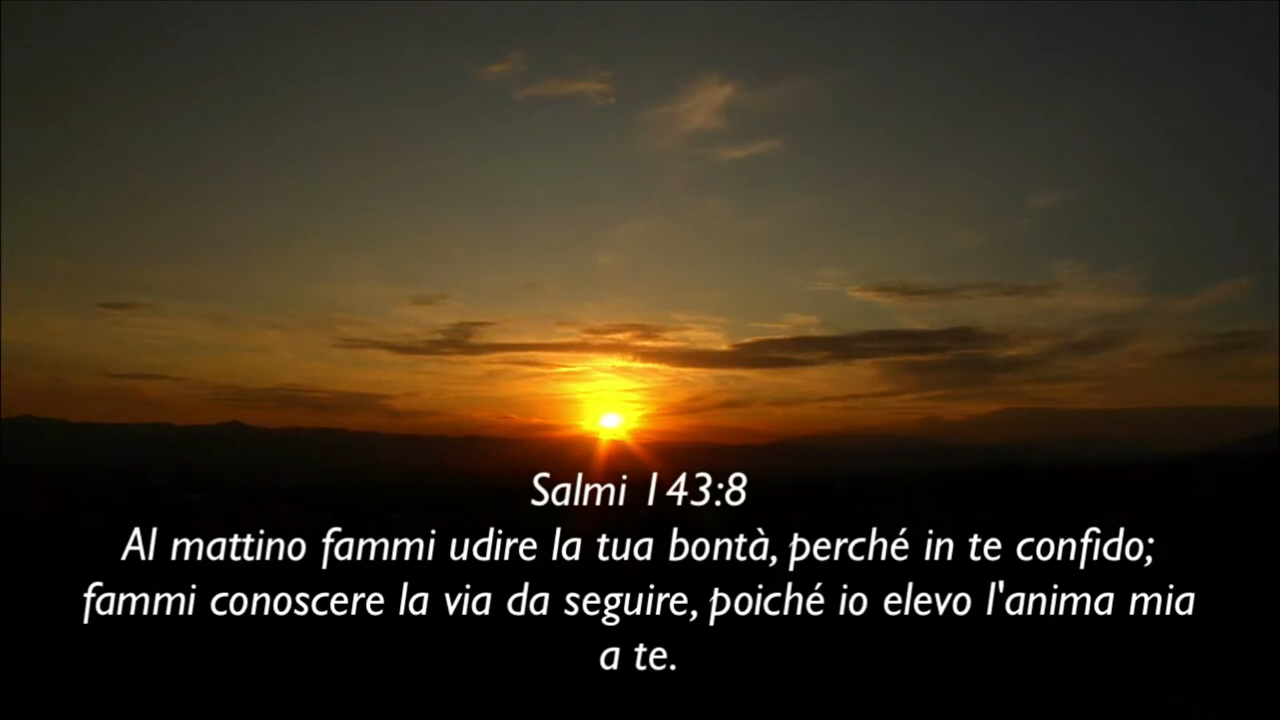 Salmi 143:8
Al mattino fammi udire la tua bontà, perché in te confido;
fammi conoscere la via da seguire, poiché io elevo l'anima mia
a te.